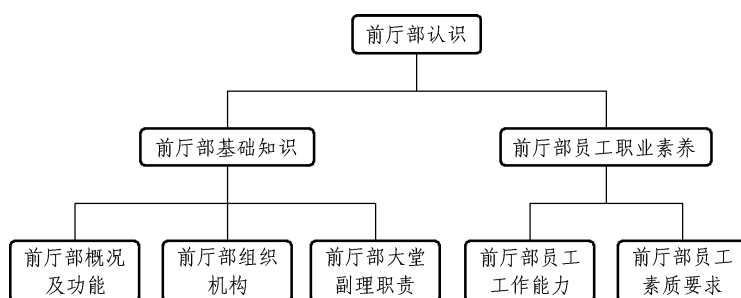 前厅部认识
前厅部基础知识
前厅部员工职业素养
前厅部概况
及功能
前厅部组织
机构
前厅部大堂
副理职责
前厅部员工
工作能力
前厅部员工
素质要求